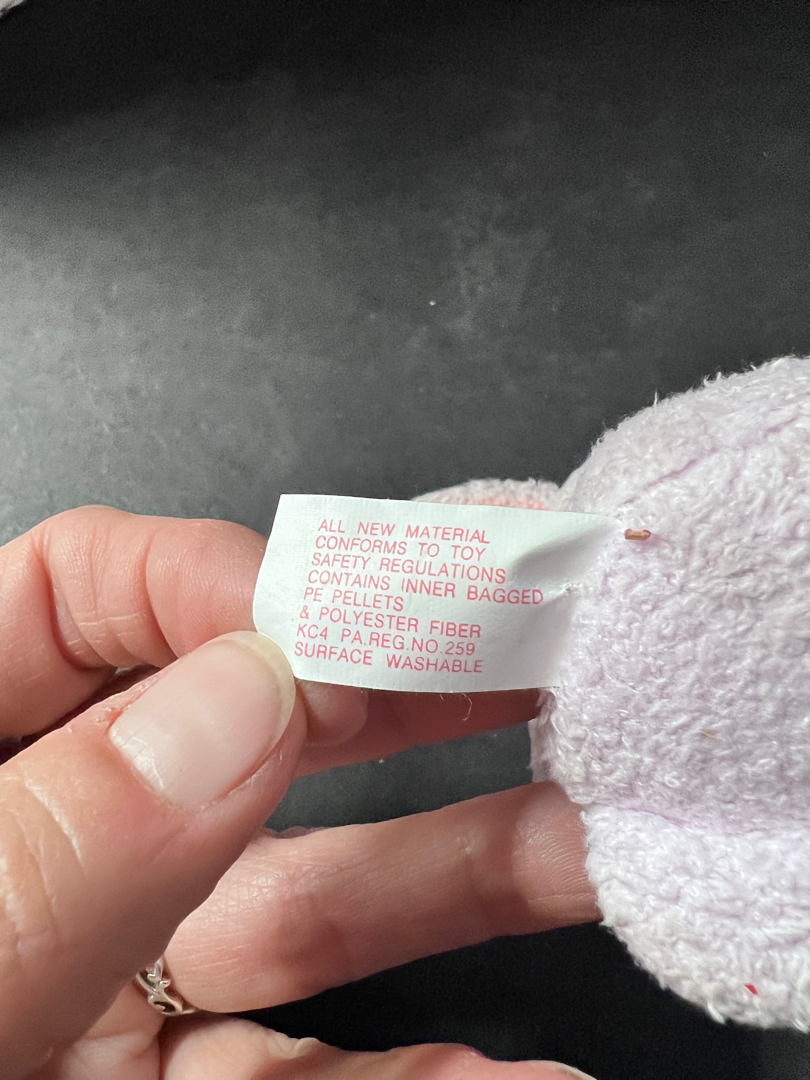 ALL NEW MATERIAL
CONFORMS TO TOY
SAFETY REGULATIONS
CONTAINS INNER BAGGED
PE PELLETS
& POLYESTER FIBER
KC4 PA.REG.NO.259
SURFACE WASHABLE